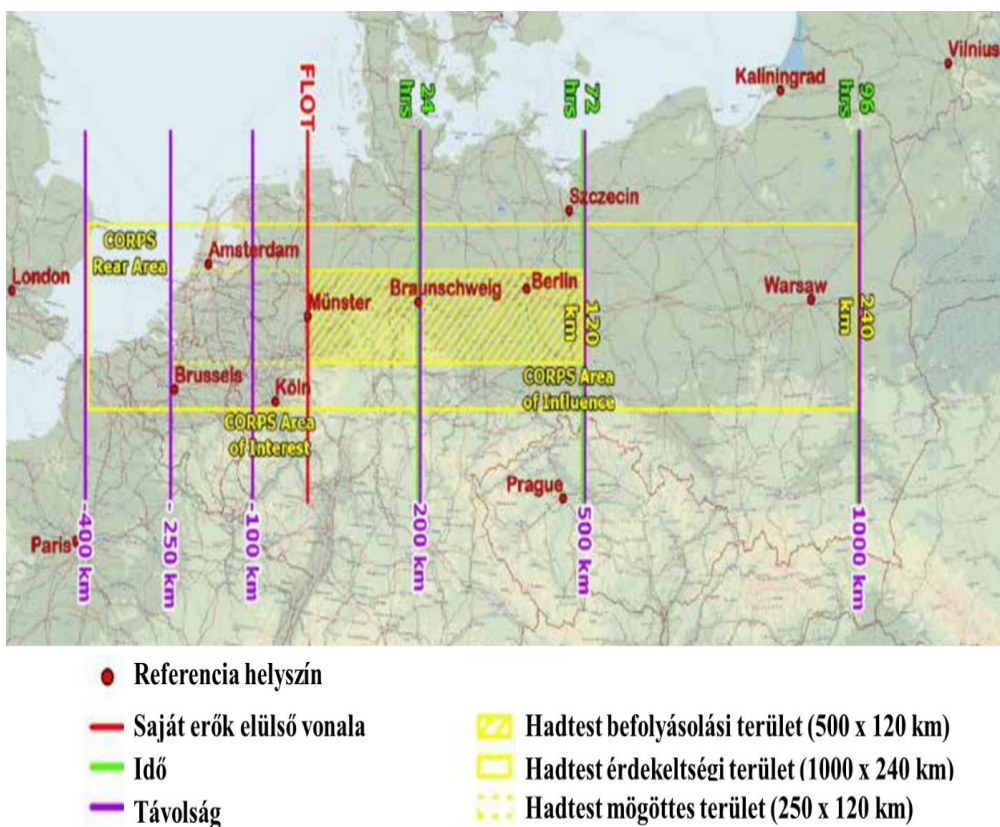 FLOT
24
hrs
72
hrs
96
hrs
Vilnius
Kaliningrad
Szczecin
CORPS
Rear Area
Amsterdam
London
Münster
Braunschweig
Berlin
120
km
Warsaw
240
km
Brussels
Köln
CORPS Area
of Interest
CORPS Area
of Influence
Prague
Paris
-400 km
- 250 km
-100 km
200 km
500 km
1000 km
Referencia helyszín
Saját erők elülső vonala
Idő
Távolság
Hadtest befolyásolási terület (500 x 120 km)
Hadtest érdekeltségi terület (1000 x 240 km)
Hadtest mögöttes terület (250 x 120 km)